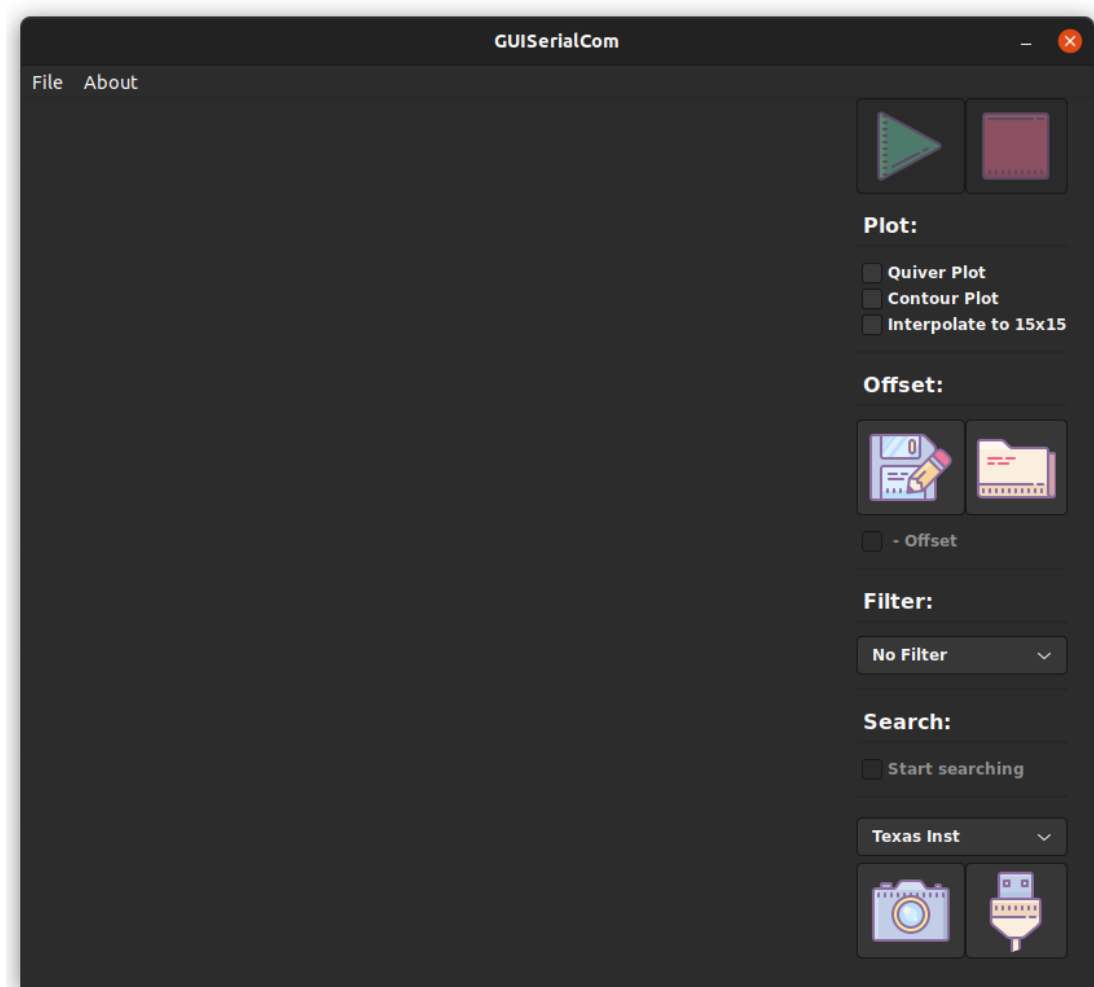 GUISerialCom
File About
Plot:
Quiver Plot
Contour Plot
Interpolate to 15x15
Offset:
- Offset
Filter:
No Filter
Search:
Start searching
Texas Inst